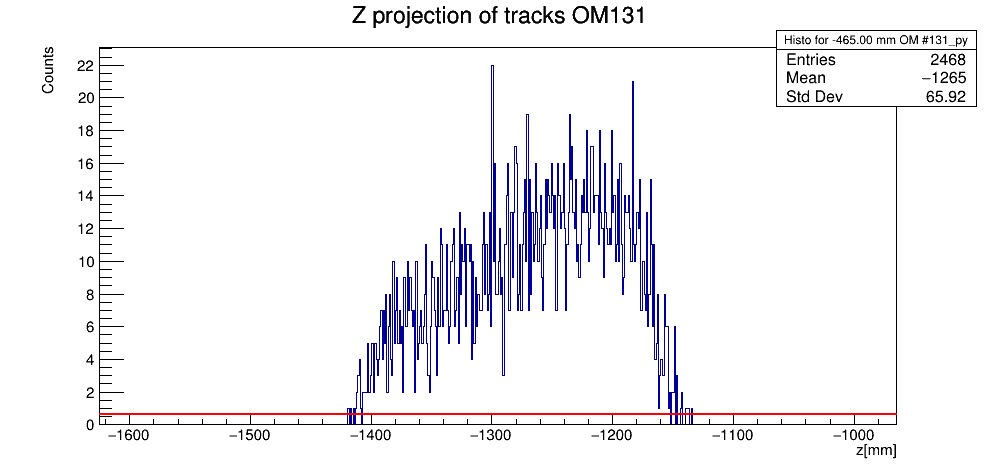 Z projection of tracks OM131
Histo for -465.00 mm OM #131_py
Entries 2468
Mean −1265
Std Dev 65.92
Counts
22
20
18
16
14
12
10
8
6
4
2
0
−1600 −1500 −1400 −1300 −1200 −1100 −1000
z[mm]